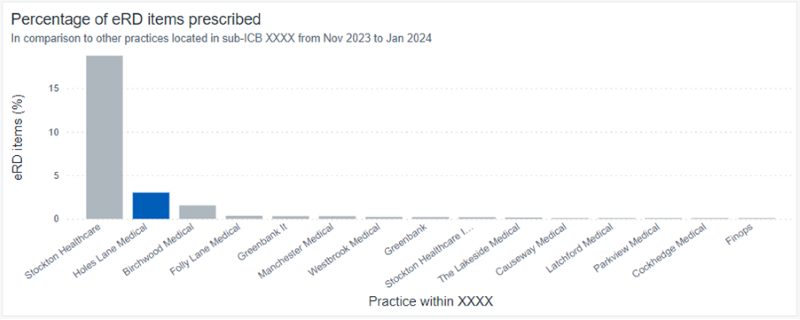 Percentage of eRD items prescribed
In comparison to other practices located in sub-ICB XXXX from Nov 2023 to Jan 2024
eRD items (%)
15
10
5
0
Stockton Healthcare
Holes Lane Medical
Birchwood Medical
Folly Lane Medical
Greenbank It
Manchester Medical
Westbrook Medical
Greenbank
Stockton Healthcare I...
The Lakeside Medical
Causeway Medical
Latchford Medical
Parkview Medical
Cockhedge Medical
Finops
Practice within XXXX